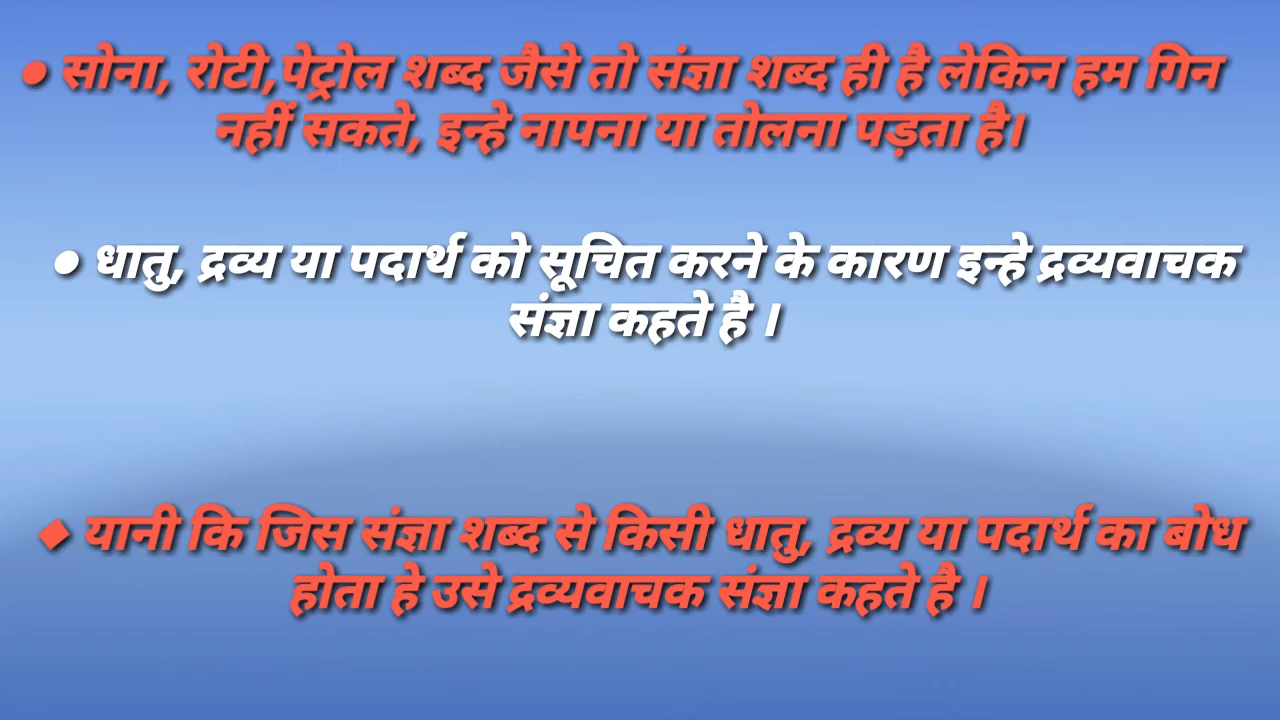 ● सोना, रोटी,पेट्रोल शब्द जैसे तो संज्ञा शब्द ही है लेकिन हम गिन
नहीं सकते, इन्हे नापना या तोलना पड़ता है।
● धातु, द्रव्य या पदार्थ को सूचित करने के कारण इन्हे द्रव्यवाचक
संज्ञा कहते है ।
◆ यानी कि जिस संज्ञा शब्द से किसी धातु, द्रव्य या पदार्थ का बोध
होता हे उसे द्रव्यवाचक संज्ञा कहते है ।